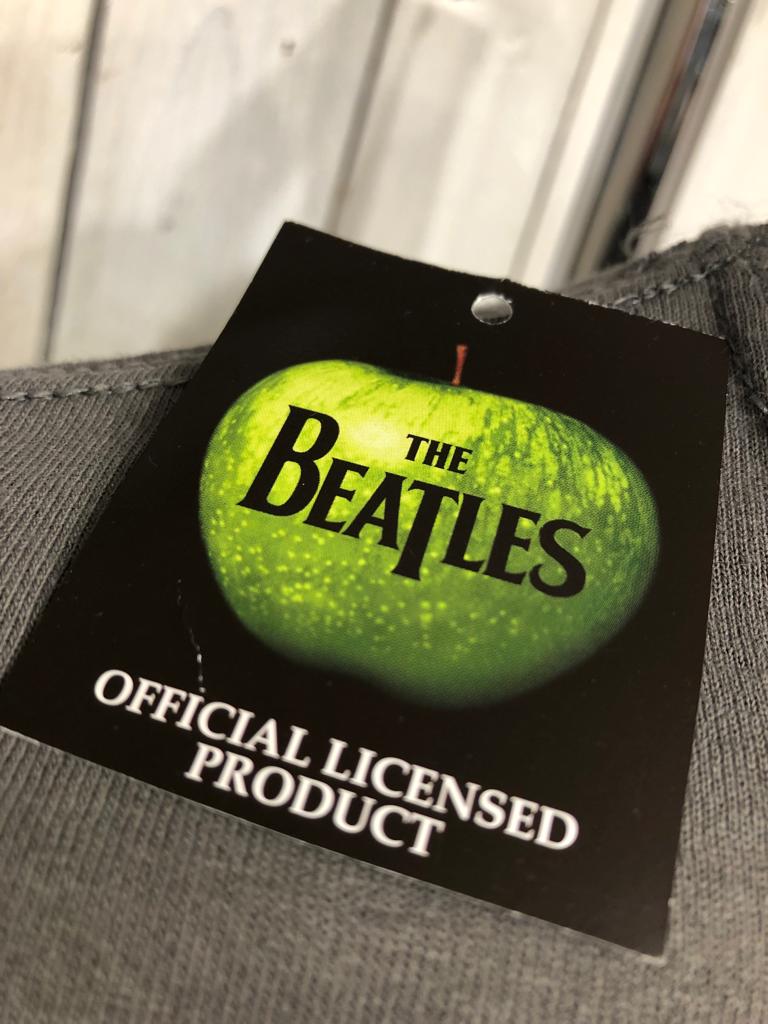 THE
BEATLES
OFFICIAL LICENSED
PRODUCT